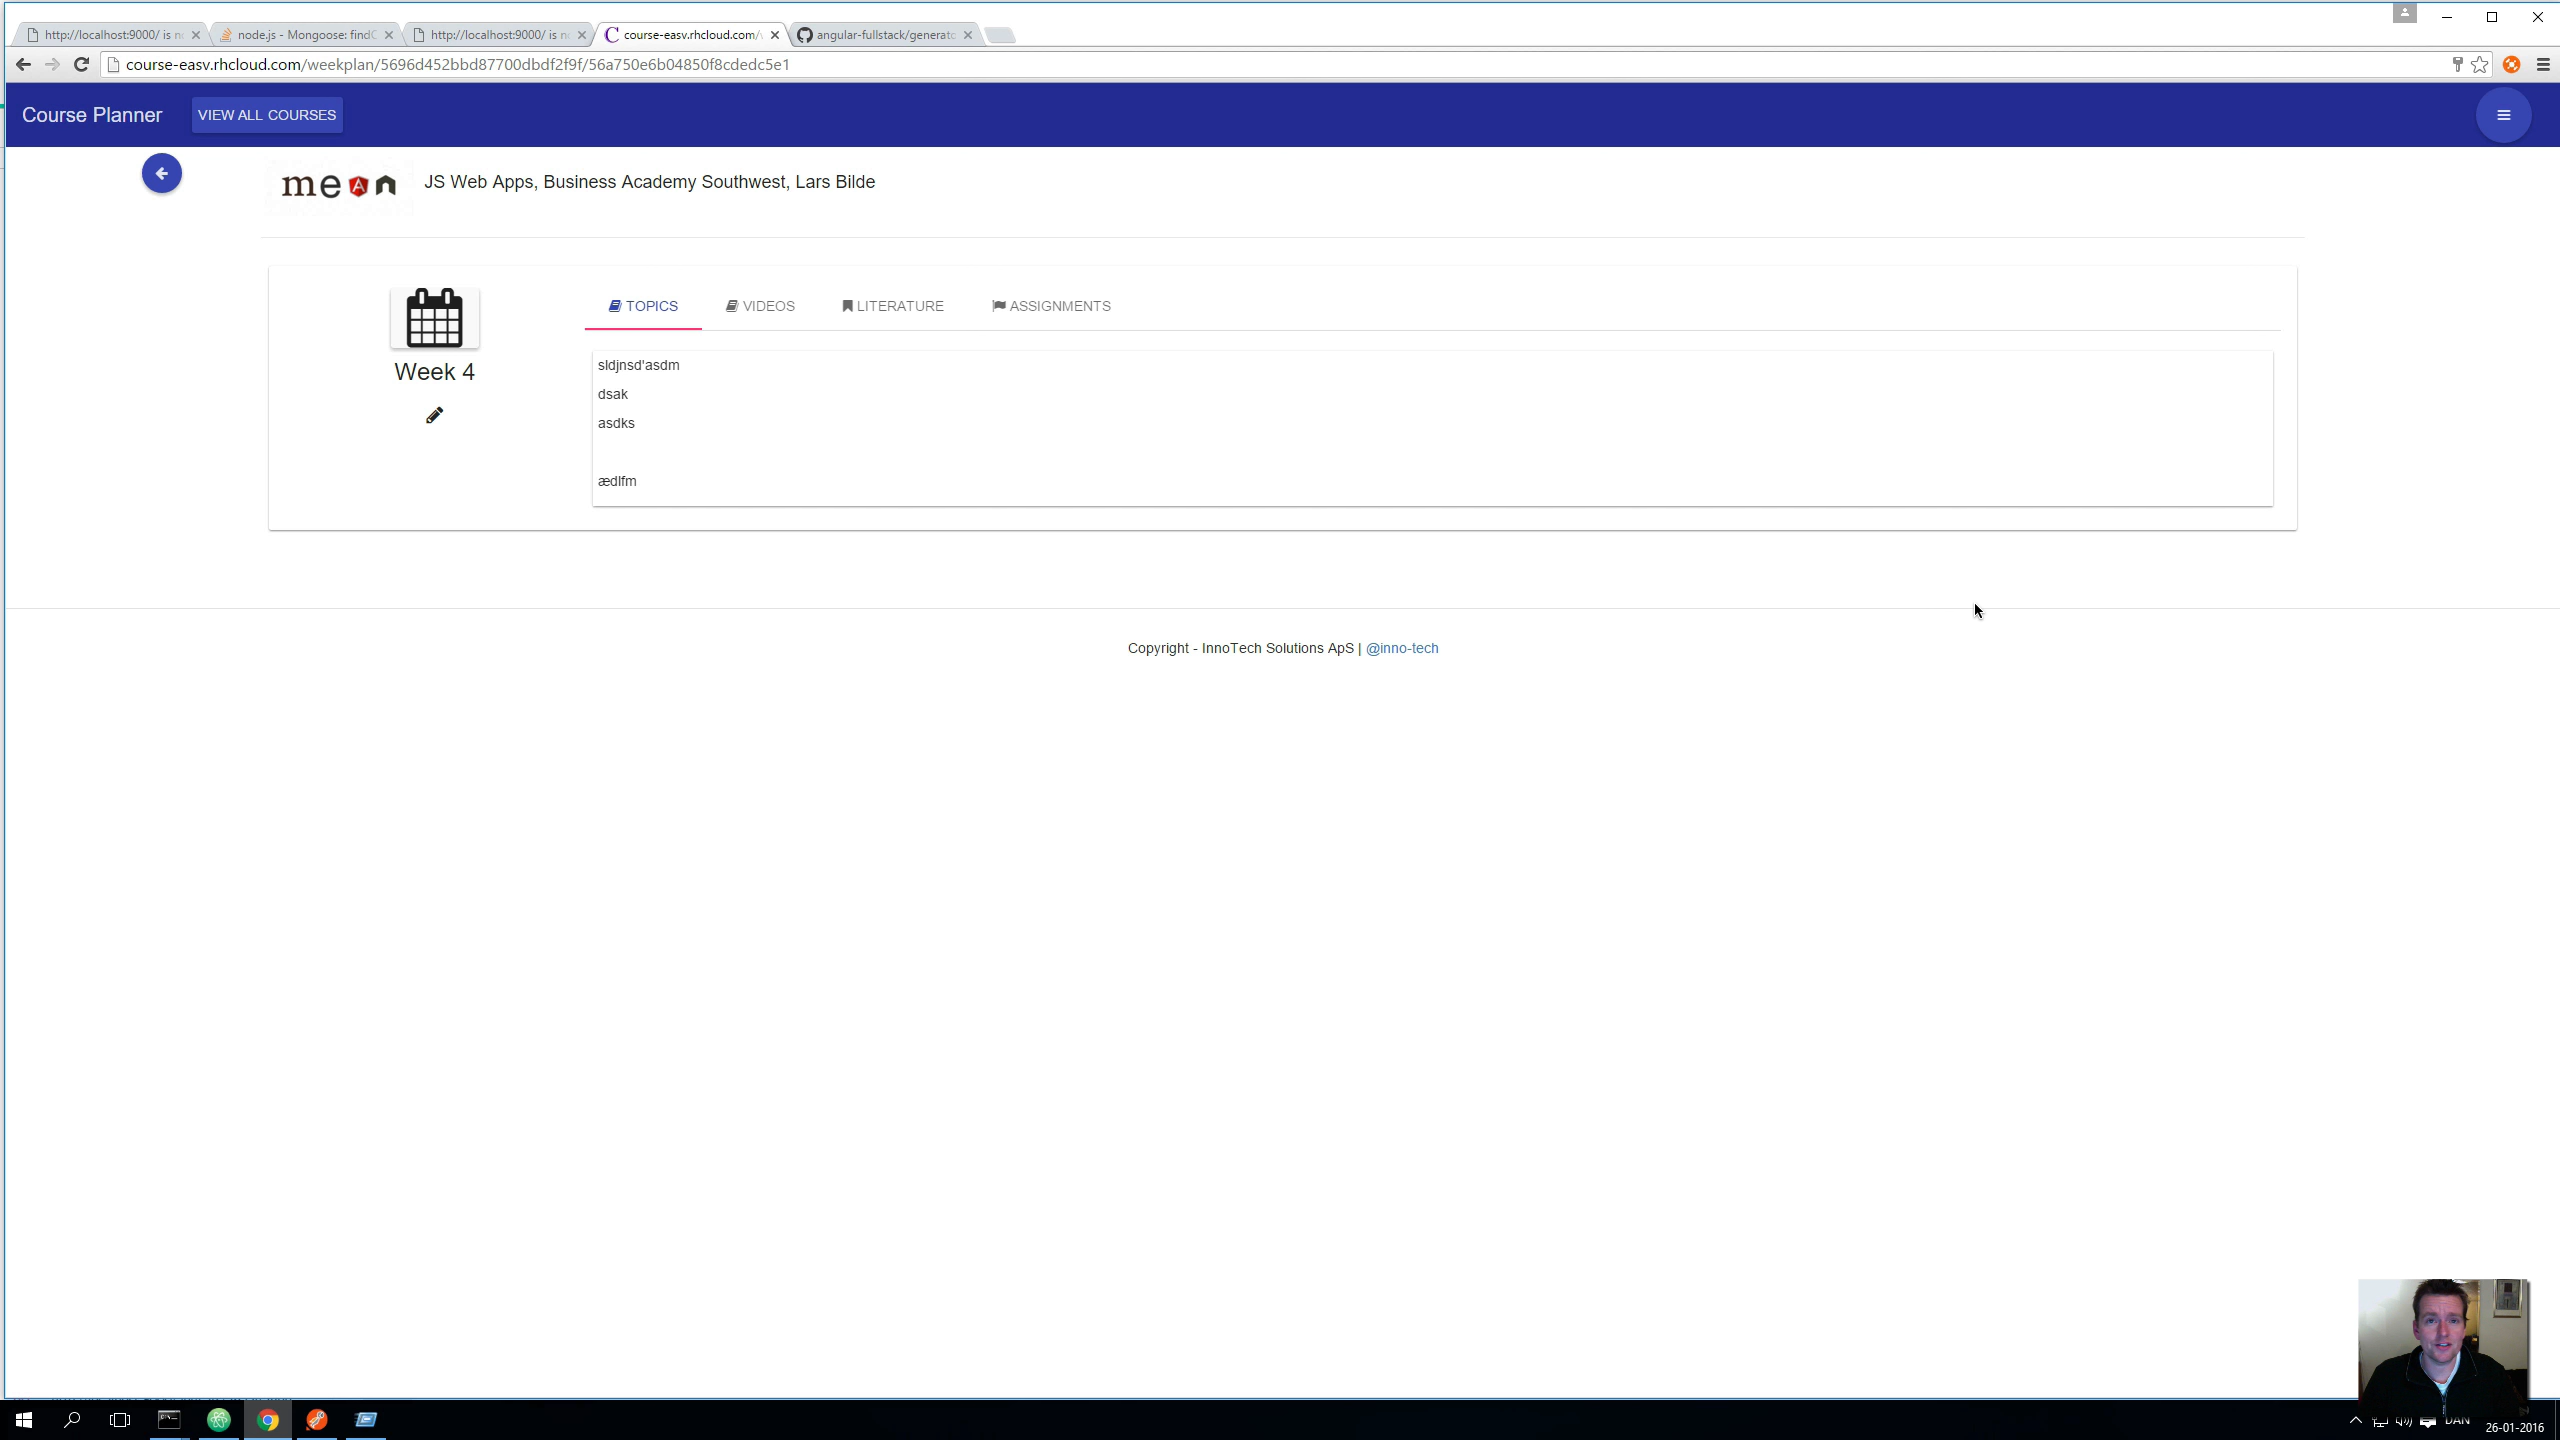 http://localhost:9000/ is n
node.js - Mongoose: find
http://localhost:9000/ is n
course-easv.rhcloud.com/
angular-fullstack/generato
course-easv.rhcloud.com/weekplan/5696d452bbd87700dbdf2f9f/56a750e6b04850f8cdedc5e1
Course Planner
VIEW ALL COURSES
me n
JS Web Apps, Business Academy Southwest, Lars Bilde
TOPICS
VIDEOS
LITERATURE
ASSIGNMENTS
Week 4
sldjnsd'asdm
dsak
asdks
ædlfm
Copyright - InnoTech Solutions ApS | @inno-tech
DAN
26-01-2016